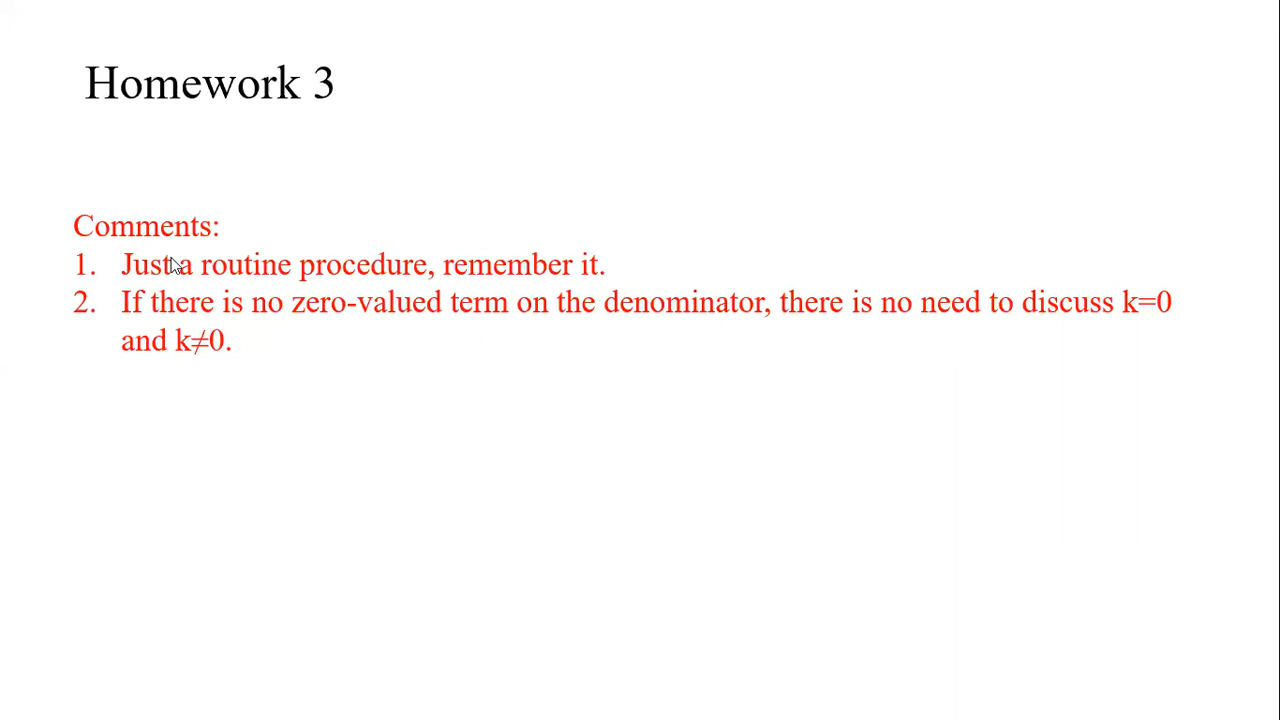 Homework 3
Comments:
1. Just a routine procedure, remember it.
2. If there is no zero-valued term on the denominator, there is no need to discuss k=0
and k≠0.